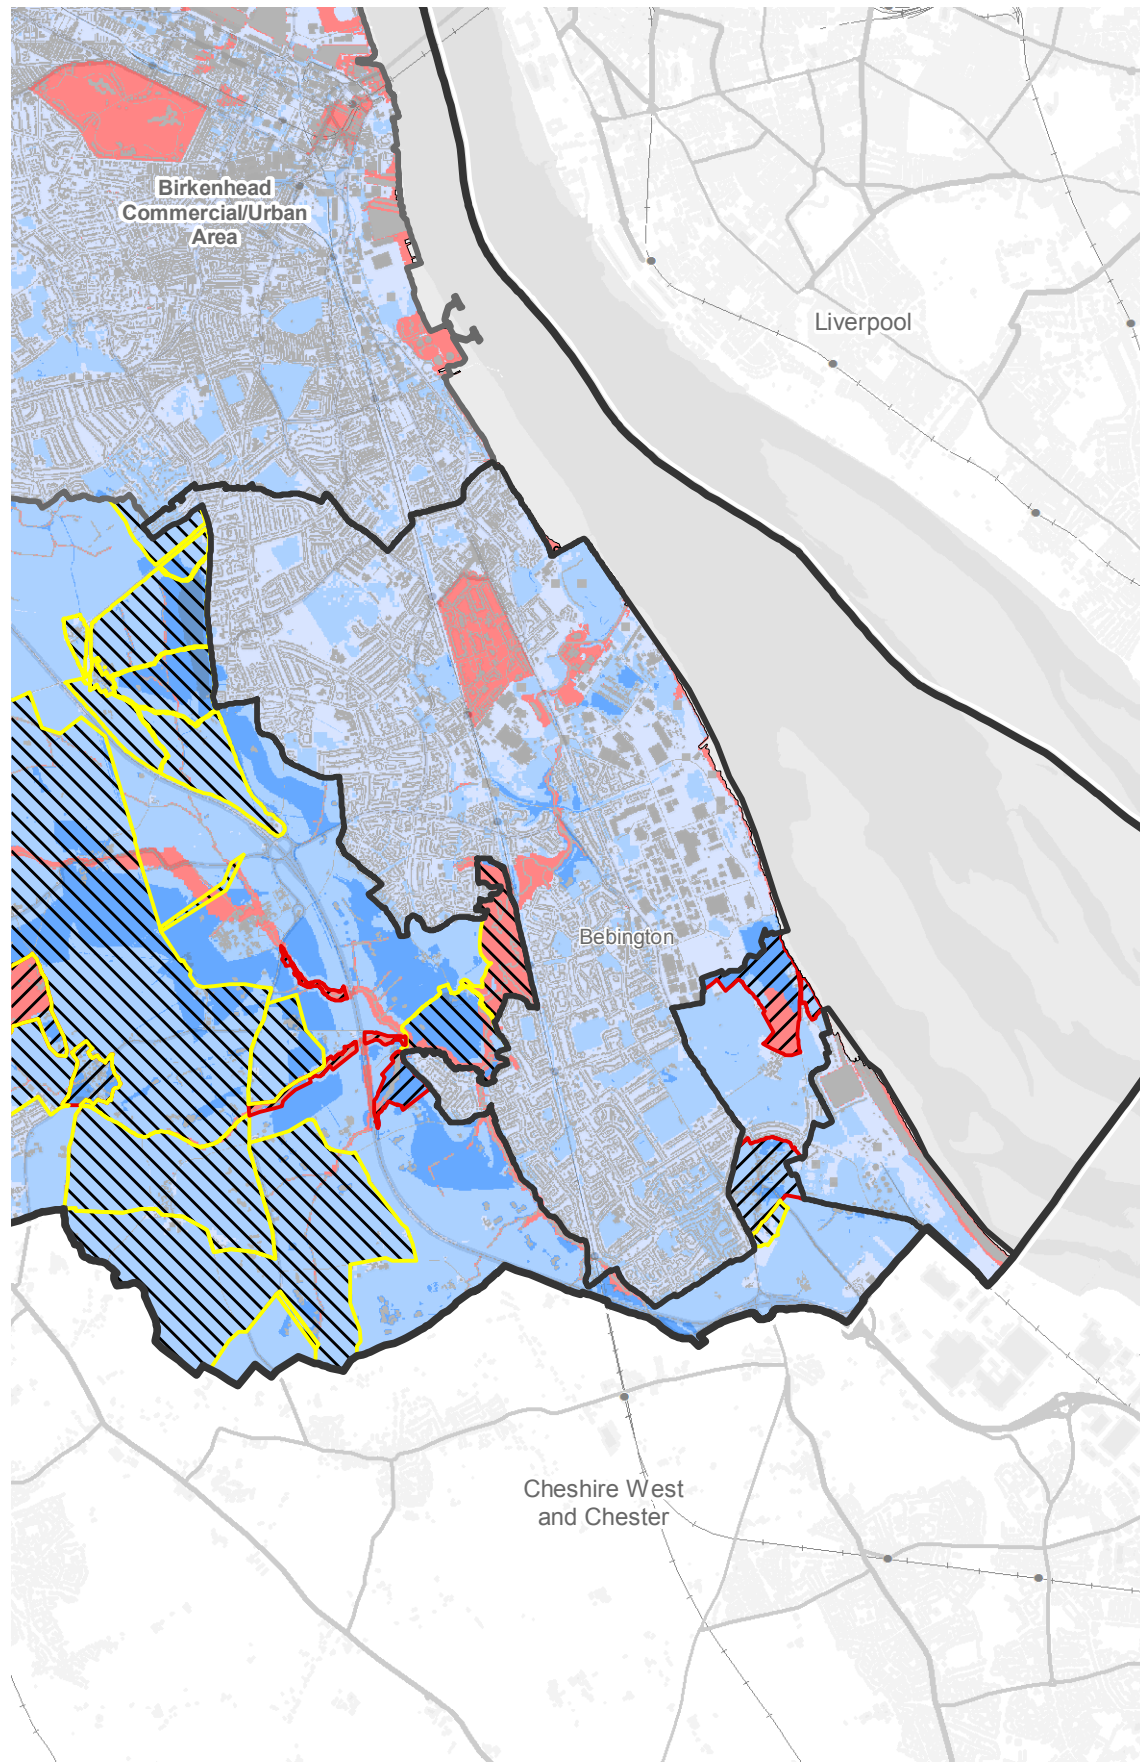 Birkenhead
Commercial/Urban
Area
Liverpool
Bebington
Cheshire West
and Chester